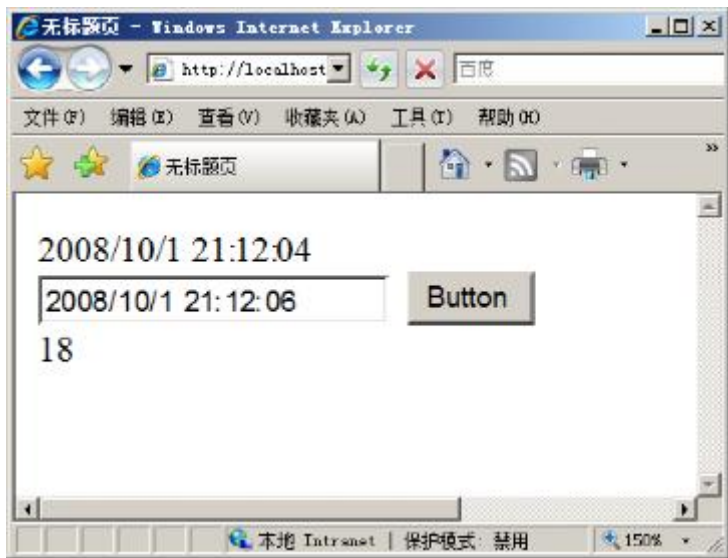 无标题页 - Windows Internet Explorer
http://localhost 百度
文件(F) 编辑(E) 查看(V) 收藏夹(A) 工具(T) 帮助(H)
无标题页 »
2008/10/1 21:12:04
2008/10/1 21:12:06 Button
18
本地 Intranet | 保护模式: 禁用 150%